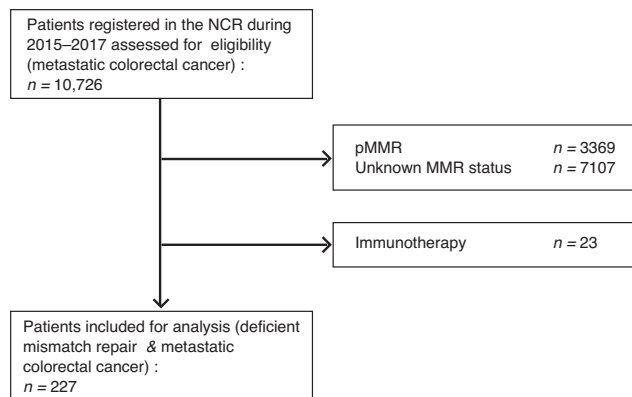 Patients registered in the NCR during
2015–2017 assessed for eligibility
(metastatic colorectal cancer) :
n = 10,726
pMMR n = 3369
Unknown MMR status n = 7107
Immunotherapy n = 23
Patients included for analysis (deficient
mismatch repair & metastatic
colorectal cancer) :
n = 227